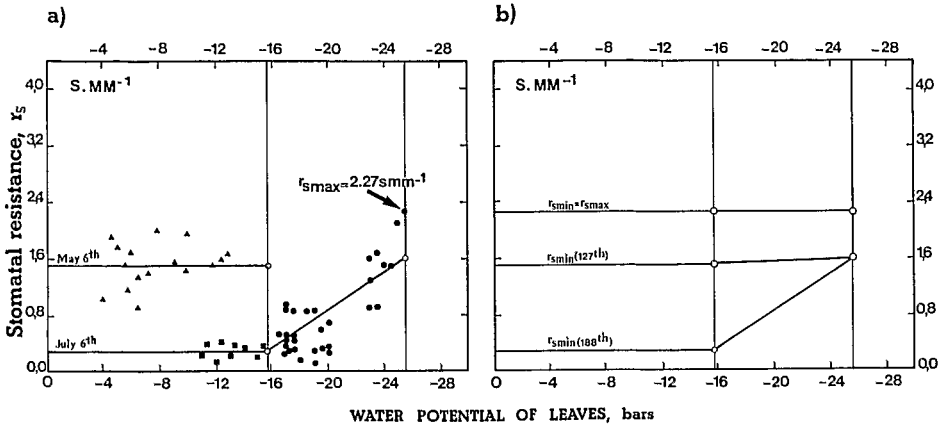 a)
b)
−4 −8 −12 −16 −20 −24 −28
−4 −8 −12 −16 −20 −24 −28
S.MM⁻¹
S.MM⁻¹
Stomatal resistance, rS
4,0
3,2
2,4
1,6
0,8
0,0
rsmax=2.27smm⁻¹
May 6th
July 6th
rsmin=rsmax
rsmin(127th)
rsmin(188th)
4,0
3,2
2,4
1,6
0,8
0,0
0 −4 −8 −12 −16 −20 −24 −28 0
0 −4 −8 −12 −16 −20 −24 −28
WATER POTENTIAL OF LEAVES, bars